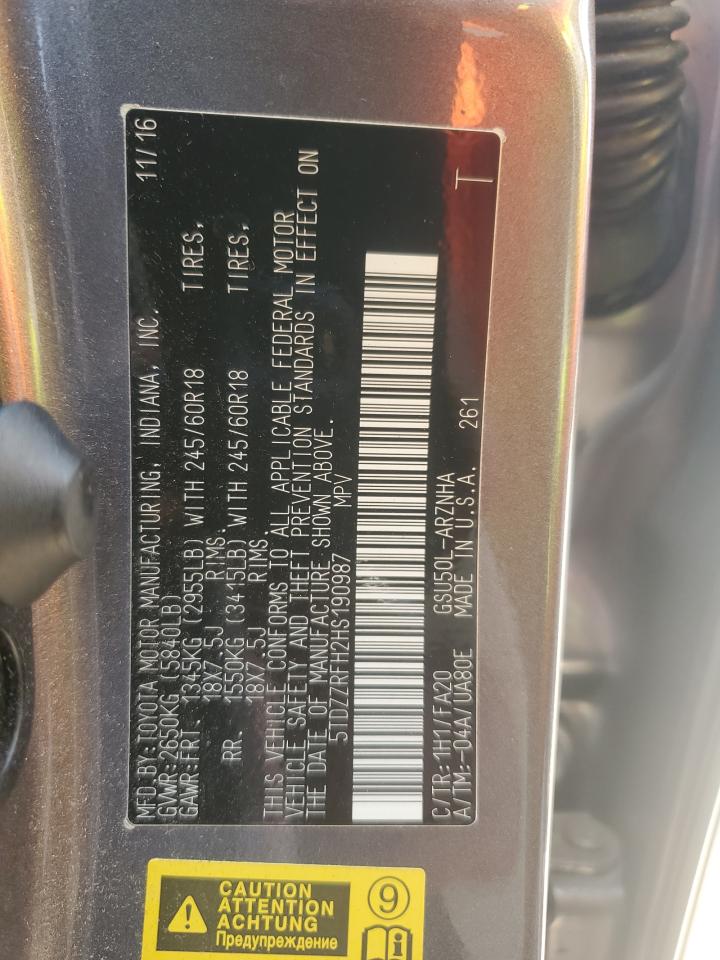 MFD.BY:TOYOTA MOTOR MANUFACTURING, INDIANA, INC. 11/16
GVWR:2650KG (5840LB)
GAWR:FRT. 1345KG (2955LB) WITH 245/60R18 TIRES,
18X7.5J RIMS.
RR. 1550KG (3415LB) WITH 245/60R18 TIRES,
18X7.5J RIMS.
THIS VEHICLE CONFORMS TO ALL APPLICABLE FEDERAL MOTOR
VEHICLE SAFETY AND THEFT PREVENTION STANDARDS IN EFFECT ON
THE DATE OF MANUFACTURE SHOWN ABOVE.
5TDZZRFH2HS190987 MPV
C/TR:1H1/FA20 GSU50L-ARZNHA
A/TM:-04A/UA80E MADE IN U.S.A. 261 T
CAUTION
ATTENTION
ACHTUNG
Предупреждение
9
i